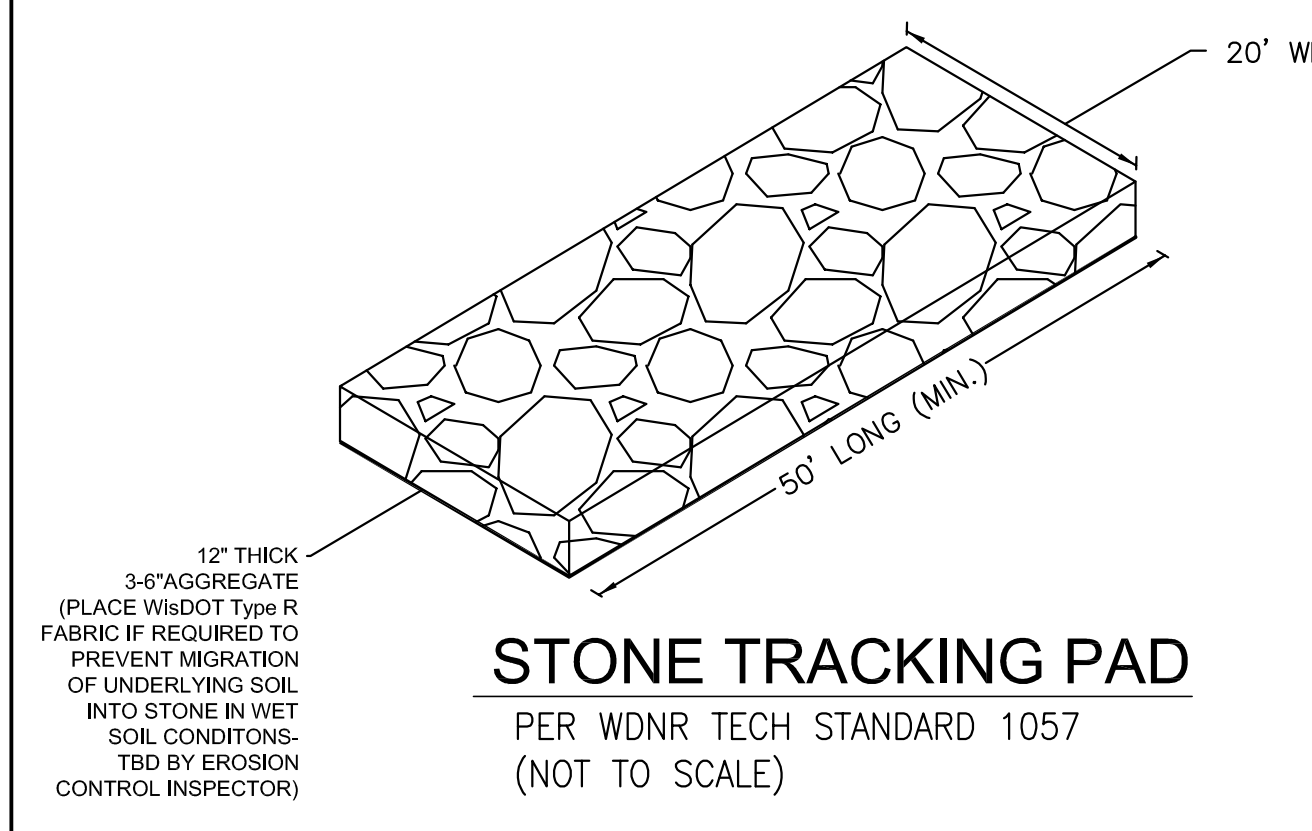 20' WI
50' LONG (MIN.)
12" THICK
3-6"AGGREGATE
(PLACE WisDOT Type R
FABRIC IF REQUIRED TO
PREVENT MIGRATION
OF UNDERLYING SOIL
INTO STONE IN WET
SOIL CONDITONS-
TBD BY EROSION
CONTROL INSPECTOR)
STONE TRACKING PAD
PER WDNR TECH STANDARD 1057
(NOT TO SCALE)